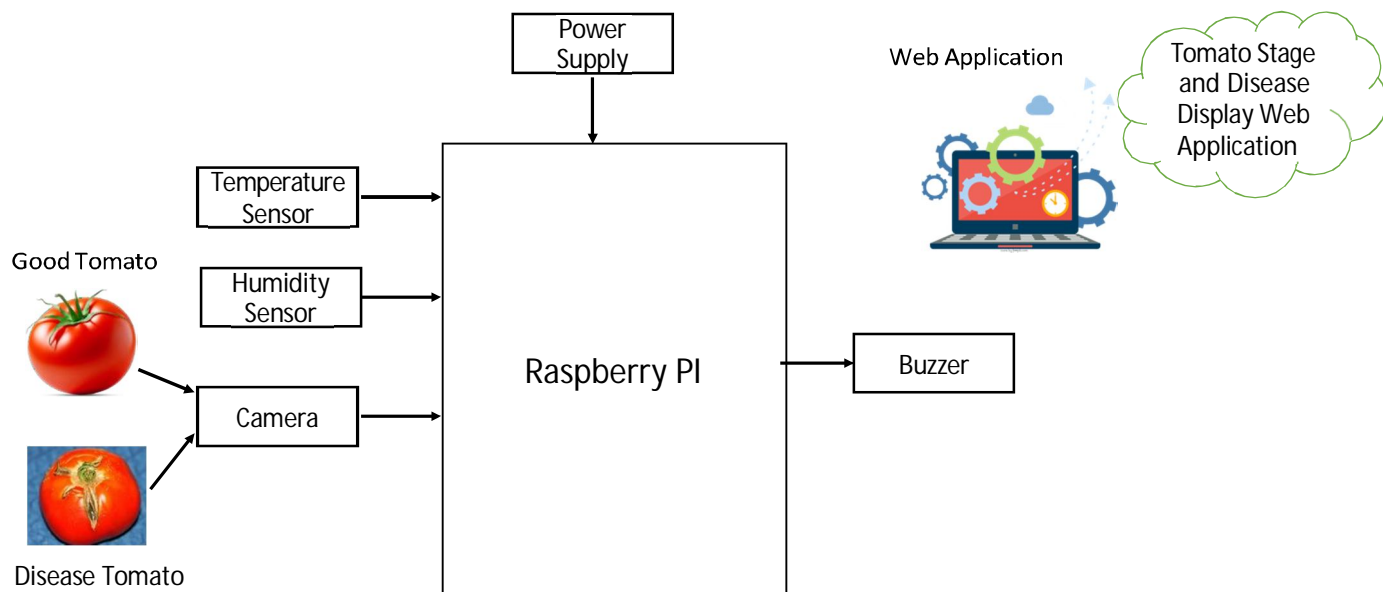 Power
Supply
Web Application
Tomato Stage
and Disease
Display Web
Application
Temperature
Sensor
Good Tomato
Humidity
Sensor
Raspberry PI
Buzzer
Camera
Disease Tomato